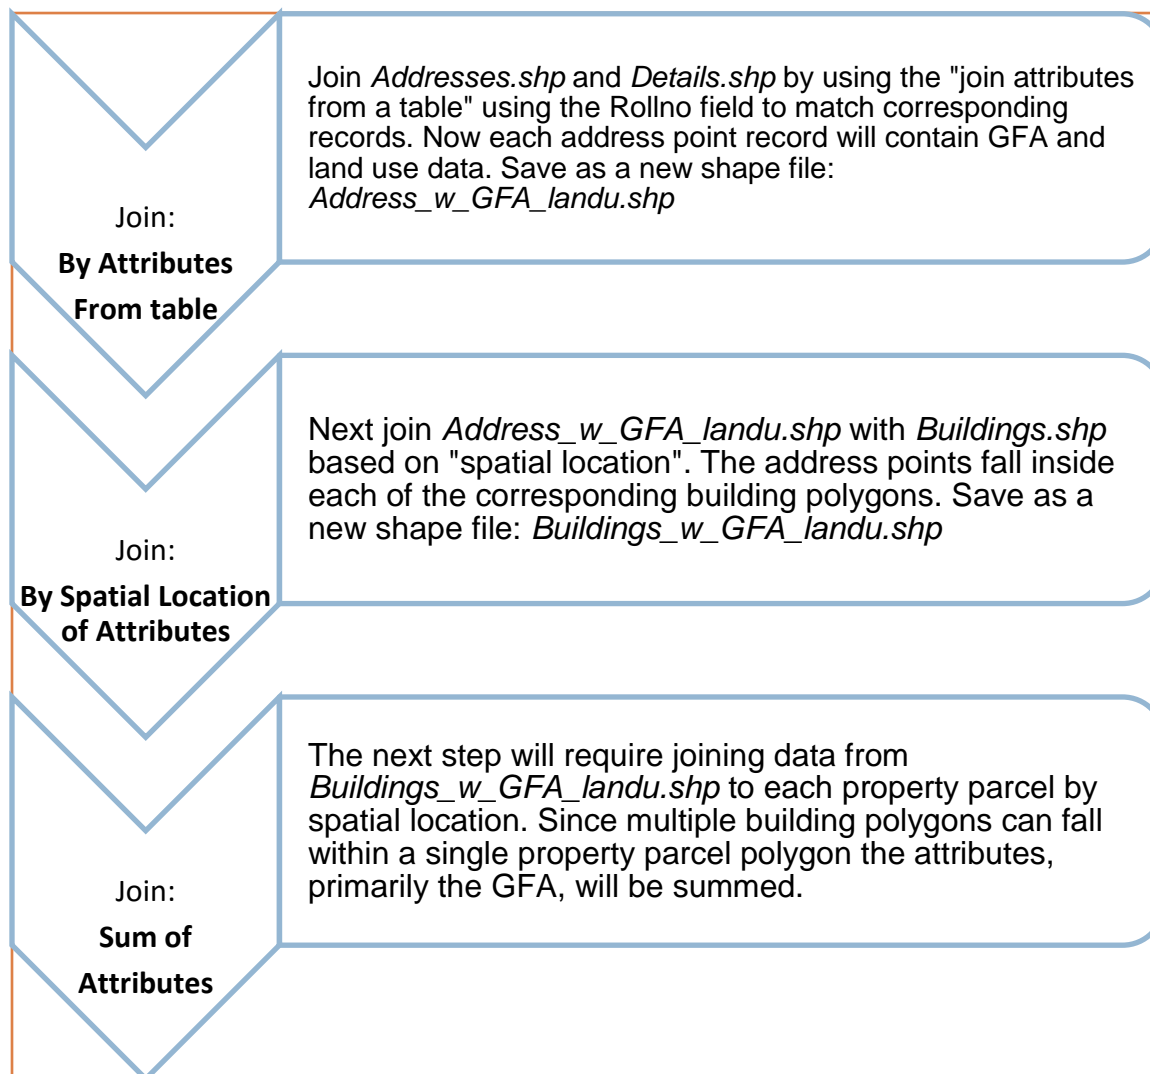 Join Addresses.shp and Details.shp by using the "join attributes
from a table" using the Rollno field to match corresponding
records. Now each address point record will contain GFA and
land use data. Save as a new shape file:
Address_w_GFA_landu.shp
Join:
By Attributes
From table
Next join Address_w_GFA_landu.shp with Buildings.shp
based on "spatial location". The address points fall inside
each of the corresponding building polygons. Save as a
new shape file: Buildings_w_GFA_landu.shp
Join:
By Spatial Location
of Attributes
The next step will require joining data from
Buildings_w_GFA_landu.shp to each property parcel by
spatial location. Since multiple building polygons can fall
within a single property parcel polygon the attributes,
primarily the GFA, will be summed.
Join:
Sum of
Attributes